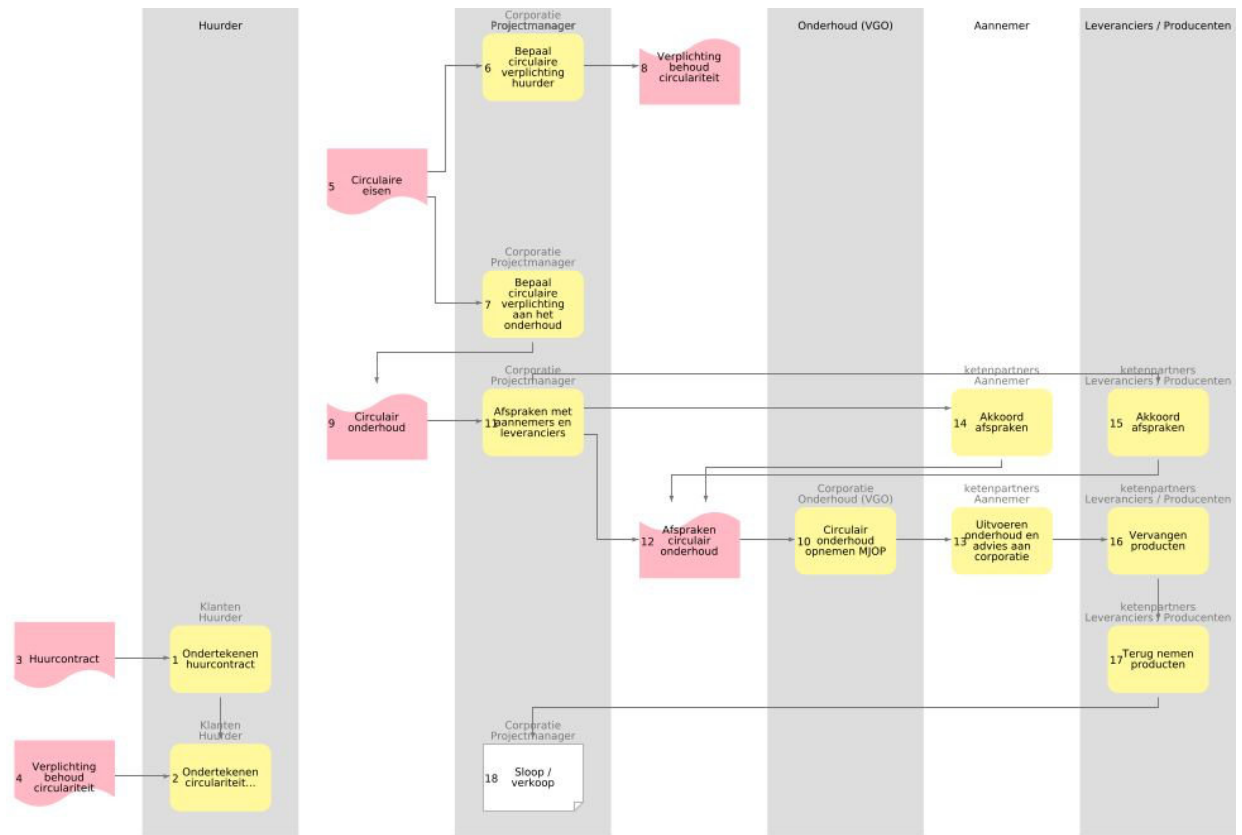 Huurder
Corporatie
Projectmanager
Onderhoud (VGO)
Aannemer
Leveranciers / Producenten
6
Bepaal
circulaire
verplichting
huurder
8
Verplichting
behoud
circulariteit
5
Circulaire
eisen
Corporatie
Projectmanager
7
Bepaal
circulaire
verplichting
aan het
onderhoud
Corporatie
Projectmanager
ketenpartners
Aannemer
ketenpartners
Leveranciers / Producenten
9
Circulair
onderhoud
11
Afspraken met
aannemers en
leveranciers
14
Akkoord
afspraken
15
Akkoord
afspraken
Corporatie
Onderhoud (VGO)
ketenpartners
Aannemer
ketenpartners
Leveranciers / Producenten
12
Afspraken
circulair
onderhoud
10
Circulair
onderhoud
opnemen MJOP
13
Uitvoeren
onderhoud en
advies aan
corporatie
16
Vervangen
producten
Klanten
Huurder
ketenpartners
Leveranciers / Producenten
3
Huurcontract
1
Ondertekenen
huurcontract
17
Terug nemen
producten
Klanten
Huurder
Corporatie
Projectmanager
4
Verplichting
behoud
circulariteit
2
Ondertekenen
circulariteit...
18
Sloop /
verkoop